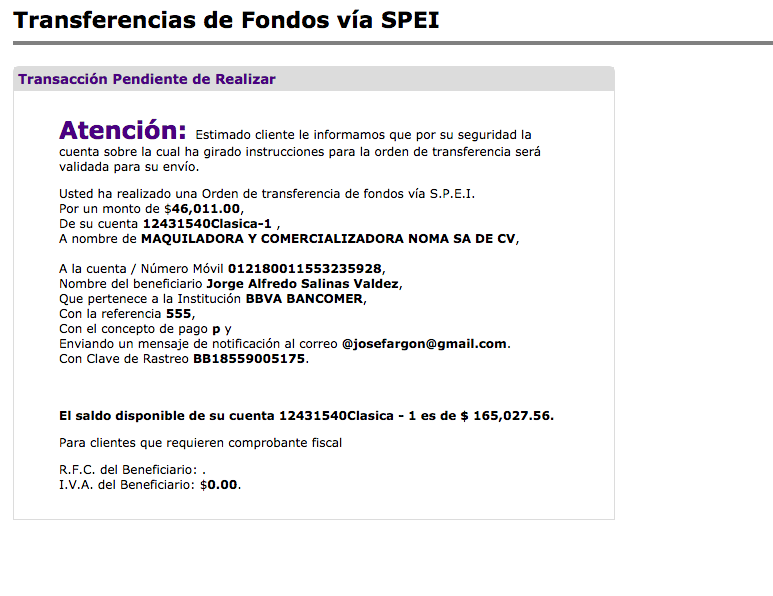 Transferencias de Fondos vía SPEI
Transacción Pendiente de Realizar
Atención: Estimado cliente le informamos que por su seguridad la
cuenta sobre la cual ha girado instrucciones para la orden de transferencia será
validada para su envío.
Usted ha realizado una Orden de transferencia de fondos vía S.P.E.I.
Por un monto de $46,011.00,
De su cuenta 12431540Clasica-1 ,
A nombre de MAQUILADORA Y COMERCIALIZADORA NOMA SA DE CV,
A la cuenta / Número Móvil 012180011553235928,
Nombre del beneficiario Jorge Alfredo Salinas Valdez,
Que pertenece a la Institución BBVA BANCOMER,
Con la referencia 555,
Con el concepto de pago p y
Enviando un mensaje de notificación al correo @josefargon@gmail.com.
Con Clave de Rastreo BB18559005175.
El saldo disponible de su cuenta 12431540Clasica - 1 es de $ 165,027.56.
Para clientes que requieren comprobante fiscal
R.F.C. del Beneficiario: .
I.V.A. del Beneficiario: $0.00.